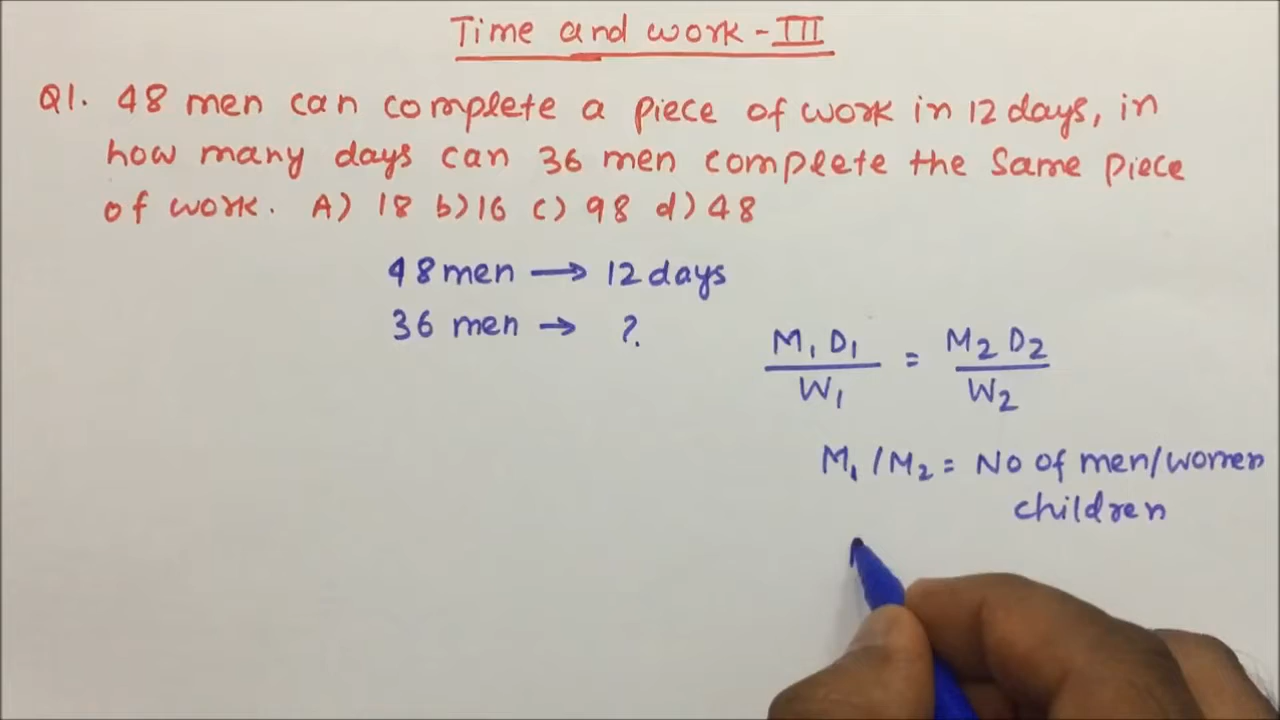 Time and work - III
Q1. 48 men can complete a piece of work in 12 days, in
how many days can 36 men complete the same piece
of work. A) 18 b) 16 c) 98 d) 48
48 men → 12 days
36 men → ?
M1 D1 / W1 = M2 D2 / W2
M1 / M2 = No of men/women
children